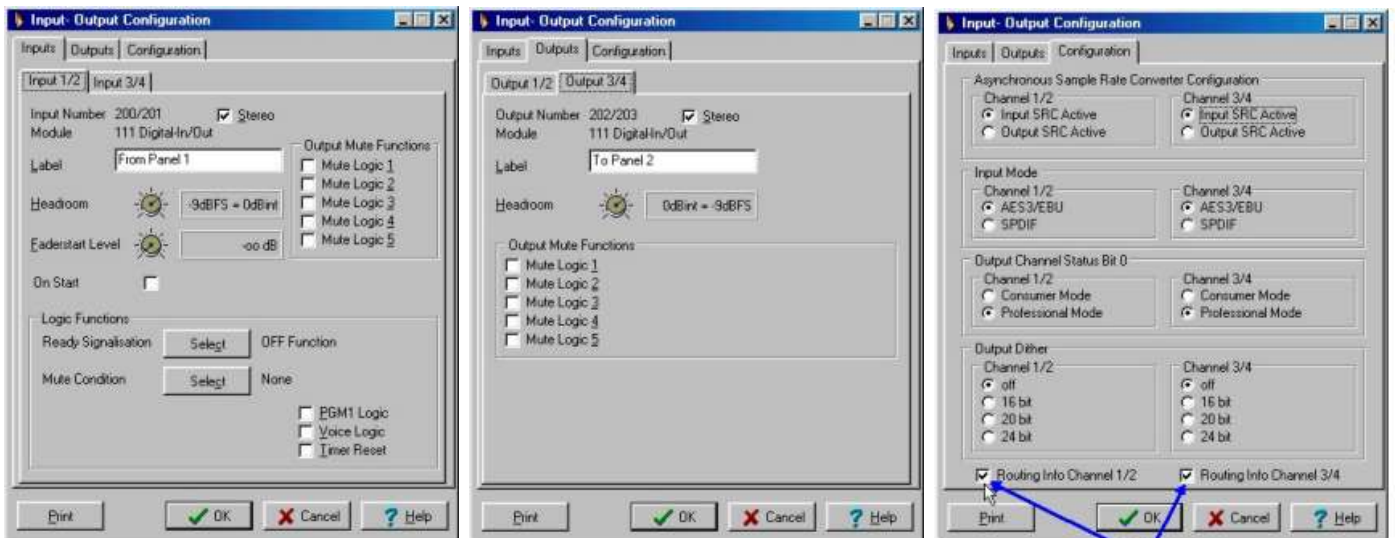 Input- Output Configuration
Inputs Outputs Configuration
Input 1/2 Input 3/4
Input Number 200/201 Stereo
Module 111 Digital-In/Out
Label From Panel 1
Headroom -9dBFS = 0dBint
Faderstart Level -oo dB
On Start
Output Mute Functions
Mute Logic 1
Mute Logic 2
Mute Logic 3
Mute Logic 4
Mute Logic 5
Logic Functions
Ready Signalisation Select OFF Function
Mute Condition Select None
PGM1 Logic
Voice Logic
Timer Reset
Print OK Cancel Help
Input- Output Configuration
Inputs Outputs Configuration
Output 1/2 Output 3/4
Output Number 202/203 Stereo
Module 111 Digital-In/Out
Label To Panel 2
Headroom 0dBint = -9dBFS
Output Mute Functions
Mute Logic 1
Mute Logic 2
Mute Logic 3
Mute Logic 4
Mute Logic 5
Print OK Cancel Help
Input- Output Configuration
Inputs Outputs Configuration
Asynchronous Sample Rate Converter Configuration
Channel 1/2 Channel 3/4
Input SRC Active Input SRC Active
Output SRC Active Output SRC Active
Input Mode
Channel 1/2 Channel 3/4
AES3/EBU AES3/EBU
SPDIF SPDIF
Output Channel Status Bit 0
Channel 1/2 Channel 3/4
Consumer Mode Consumer Mode
Professional Mode Professional Mode
Output Dither
Channel 1/2 Channel 3/4
off off
16 bit 16 bit
20 bit 20 bit
24 bit 24 bit
Routing Info Channel 1/2 Routing Info Channel 3/4
Print OK Cancel Help